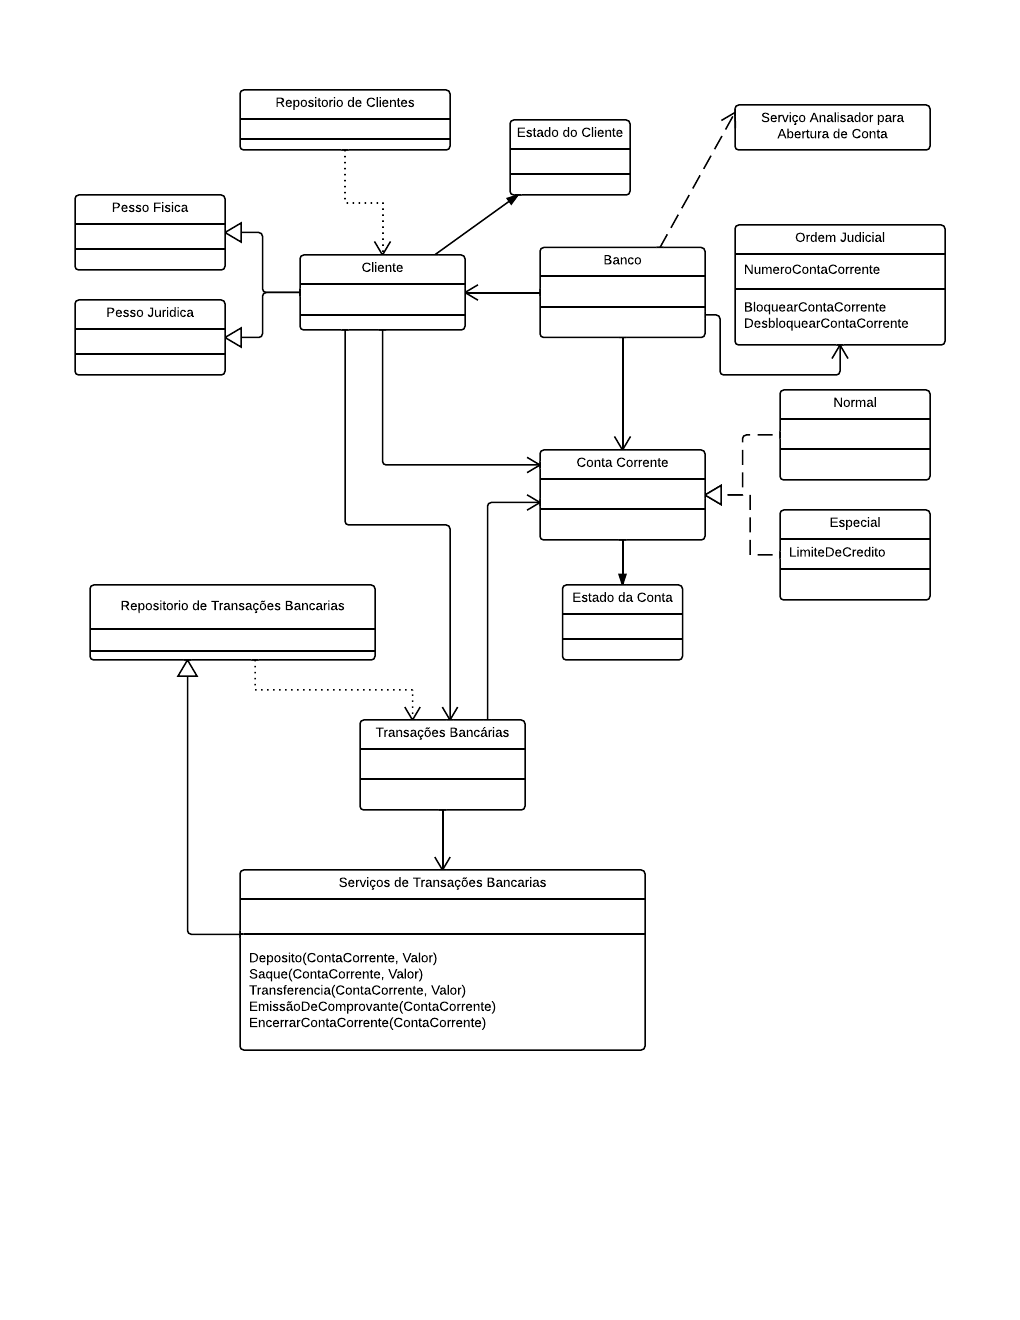 Repositorio de Clientes
Estado do Cliente
Serviço Analisador para
Abertura de Conta
Pesso Fisica
Ordem Judicial
NumeroContaCorrente
BloquearContaCorrente
DesbloquearContaCorrente
Cliente
Banco
Pesso Juridica
Normal
Conta Corrente
Especial
LimiteDeCredito
Estado da Conta
Repositorio de Transações Bancarias
Transações Bancárias
Serviços de Transações Bancarias
Deposito(ContaCorrente, Valor)
Saque(ContaCorrente, Valor)
Transferencia(ContaCorrente, Valor)
EmissãoDeComprovante(ContaCorrente)
EncerrarContaCorrente(ContaCorrente)